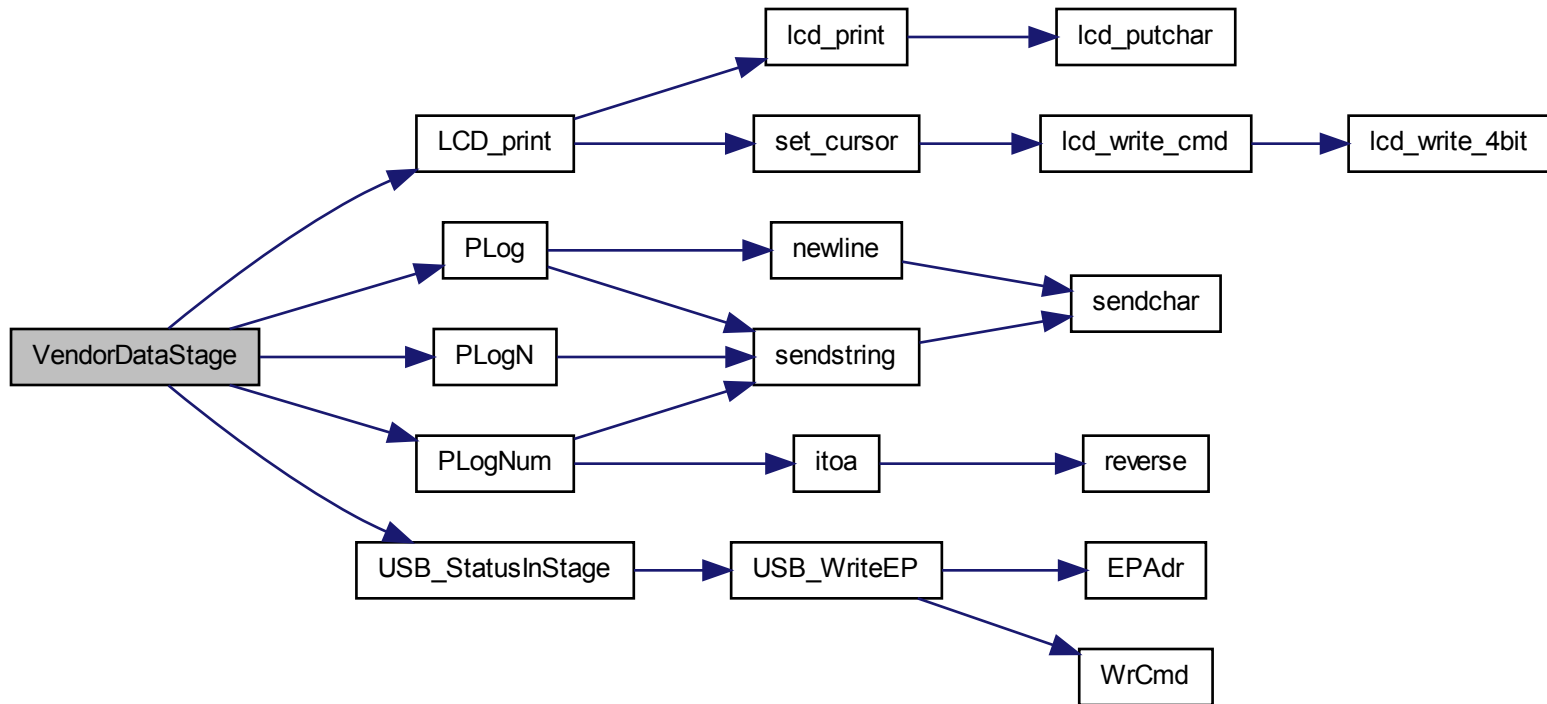 lcd_print
lcd_putchar
LCD_print
set_cursor
lcd_write_cmd
lcd_write_4bit
PLog
newline
sendchar
VendorDataStage
PLogN
sendstring
PLogNum
itoa
reverse
USB_StatusInStage
USB_WriteEP
EPAdr
WrCmd